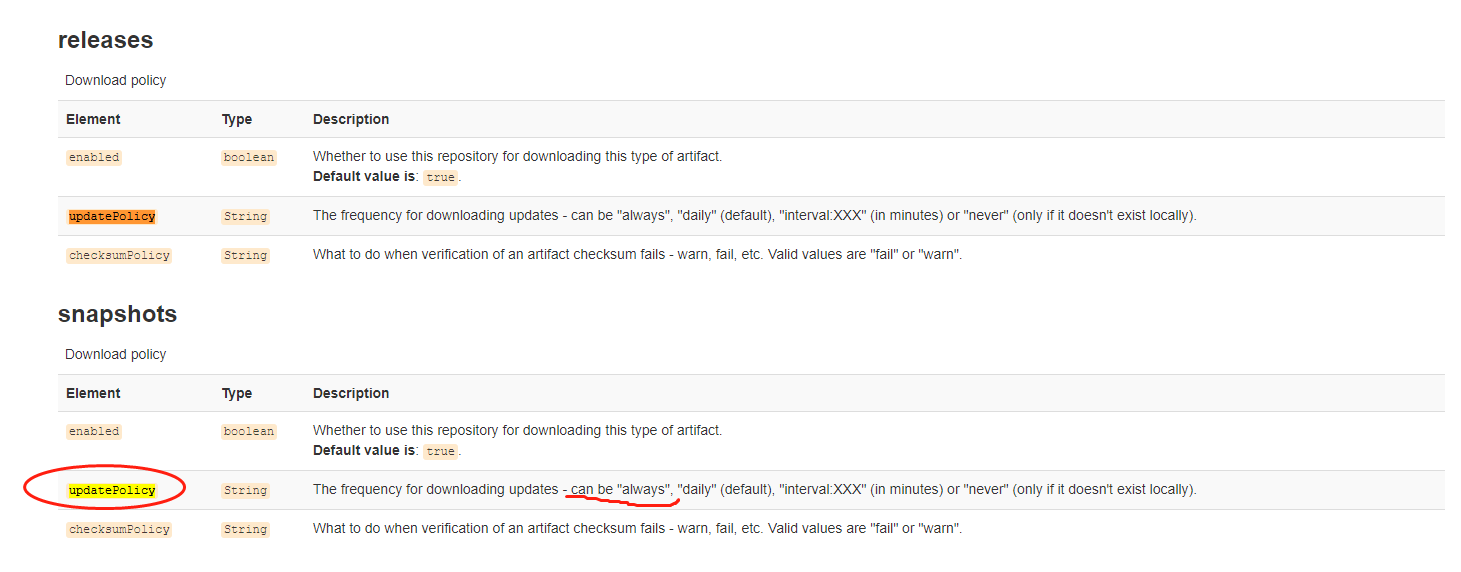 releases
Download policy
Element Type Description
enabled boolean Whether to use this repository for downloading this type of artifact.
Default value is: true.
updatePolicy String The frequency for downloading updates - can be "always", "daily" (default), "interval:XXX" (in minutes) or "never" (only if it doesn't exist locally).
checksumPolicy String What to do when verification of an artifact checksum fails - warn, fail, etc. Valid values are "fail" or "warn".
snapshots
Download policy
Element Type Description
enabled boolean Whether to use this repository for downloading this type of artifact.
Default value is: true.
updatePolicy String The frequency for downloading updates - can be "always", "daily" (default), "interval:XXX" (in minutes) or "never" (only if it doesn't exist locally).
checksumPolicy String What to do when verification of an artifact checksum fails - warn, fail, etc. Valid values are "fail" or "warn".